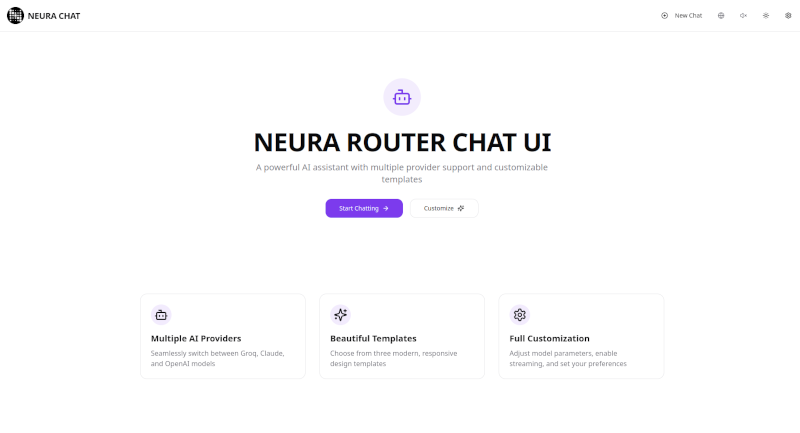 NEURA CHAT
New Chat
NEURA ROUTER CHAT UI
A powerful AI assistant with multiple provider support and customizable
templates
Start Chatting
Customize
Multiple AI Providers
Seamlessly switch between Groq, Claude,
and OpenAI models
Beautiful Templates
Choose from three modern, responsive
design templates
Full Customization
Adjust model parameters, enable
streaming, and set your preferences